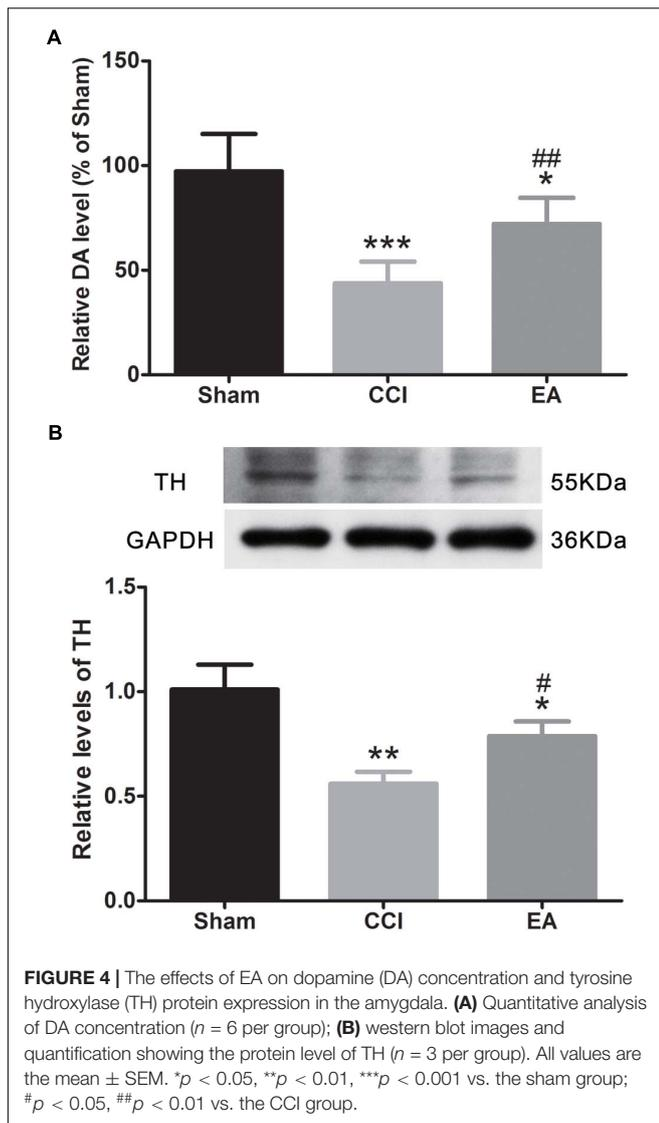 A
Relative DA level (% of Sham)
150
100
50
0
***
##
*
Sham CCI EA
B
TH 55KDa
GAPDH 36KDa
Relative levels of TH
1.5
1.0
0.5
0.0
**
#
*
Sham CCI EA
FIGURE 4 | The effects of EA on dopamine (DA) concentration and tyrosine
hydroxylase (TH) protein expression in the amygdala. (A) Quantitative analysis
of DA concentration (n = 6 per group); (B) western blot images and
quantification showing the protein level of TH (n = 3 per group). All values are
the mean ± SEM. *p < 0.05, **p < 0.01, ***p < 0.001 vs. the sham group;
#p < 0.05, ##p < 0.01 vs. the CCI group.